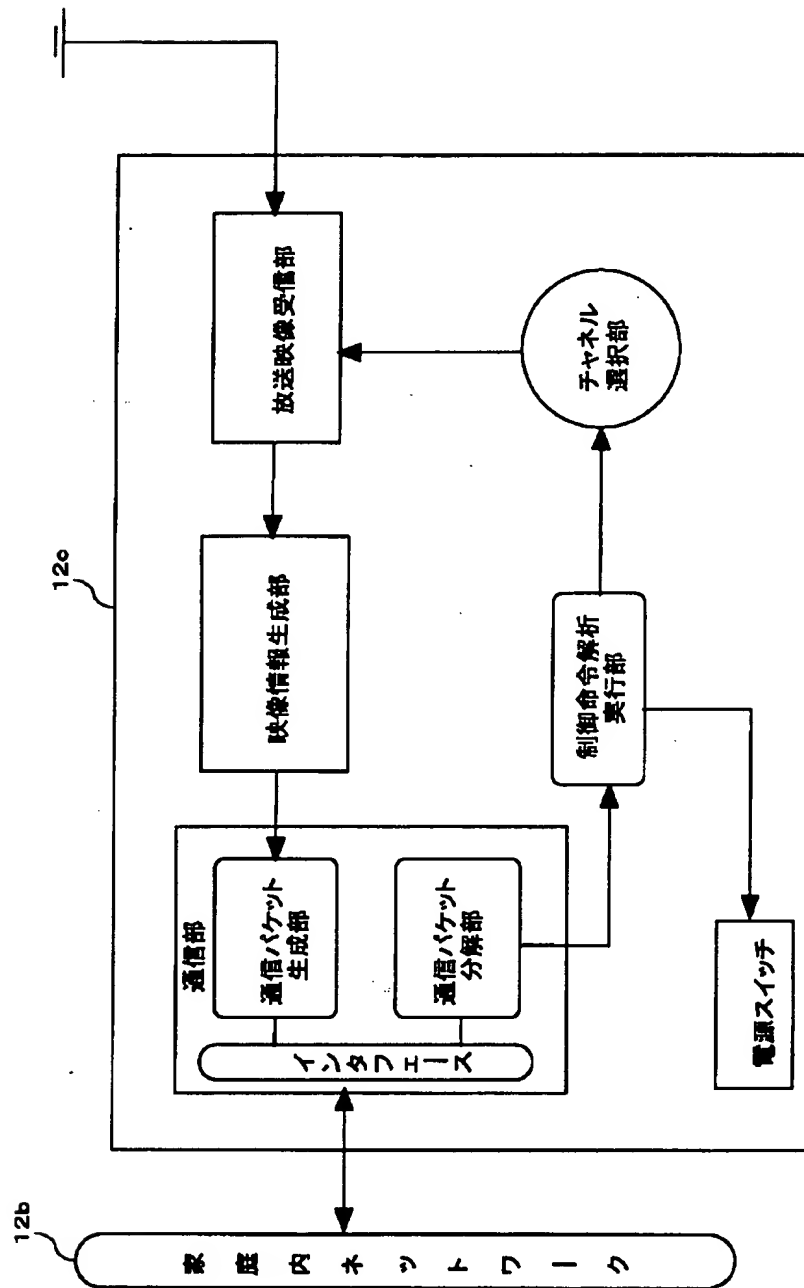 12b
家庭内ネットワーク
12c
通信部
インタフェース
通信パケット
生成部
通信パケット
分解部
映像情報生成部
放送映像受信部
制御命令解析
実行部
チャネル
選択部
電源スイッチ